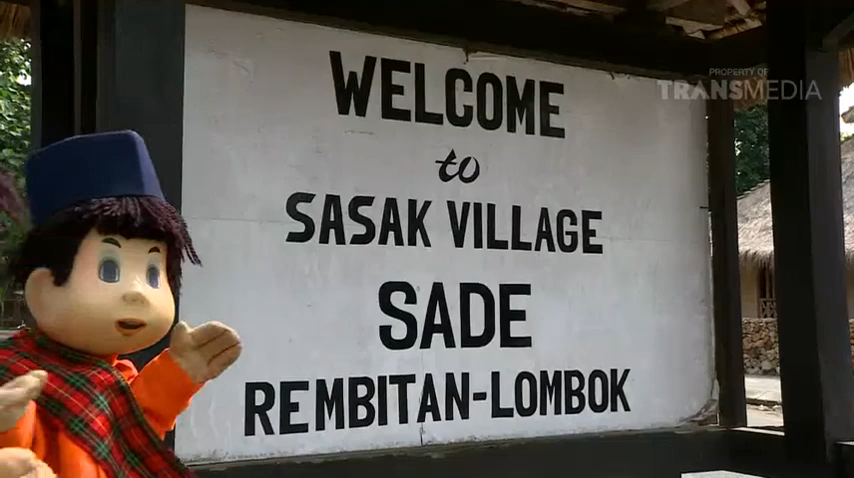 PROPERTY OF
TRANSMEDIA
WELCOME
to
SASAK VILLAGE
SADE
REMBITAN-LOMBOK